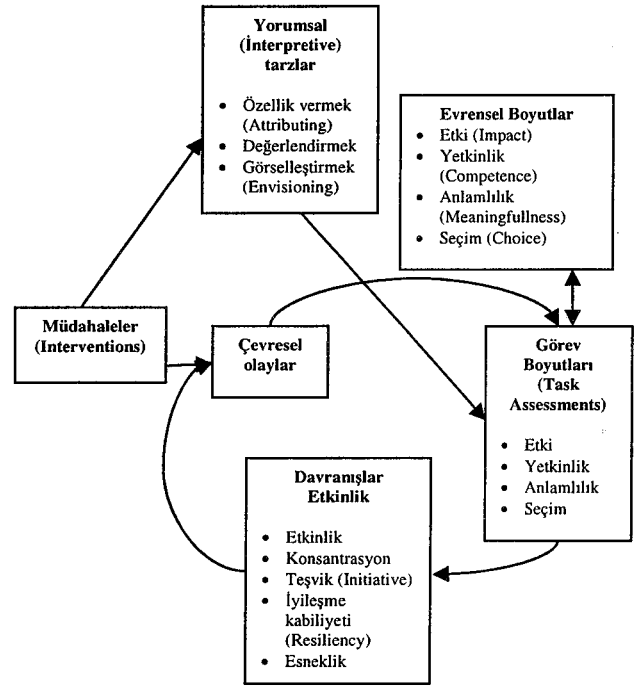 Yorumsal
(İnterpretive)
tarzlar
• Özellik vermek
(Attributing)
• Değerlendirmek
• Görselleştirmek
(Envisioning)
Evrensel Boyutlar
• Etki (Impact)
• Yetkinlik
(Competence)
• Anlamlılık
(Meaningfullness)
• Seçim (Choice)
Müdahaleler
(Interventions)
Çevresel
olaylar
Görev
Boyutları
(Task
Assessments)
• Etki
• Yetkinlik
• Anlamlılık
• Seçim
Davranışlar
Etkinlik
• Etkinlik
• Konsantrasyon
• Teşvik (Initiative)
• İyileşme
kabiliyeti
(Resiliency)
• Esneklik